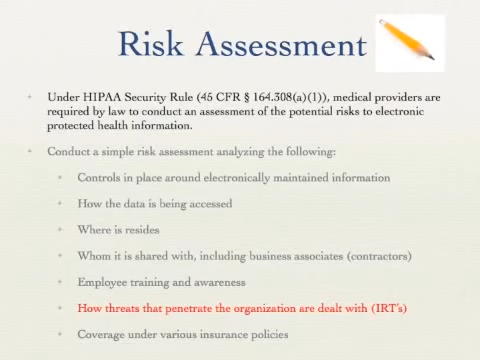 Risk Assessment
Under HIPAA Security Rule (45 CFR § 164.308(a)(1)), medical providers are
required by law to conduct an assessment of the potential risks to electronic
protected health information.
Conduct a simple risk assessment analyzing the following:
Controls in place around electronically maintained information
How the data is being accessed
Where is resides
Whom it is shared with, including business associates (contractors)
Employee training and awareness
How threats that penetrate the organization are dealt with (IRT's)
Coverage under various insurance policies